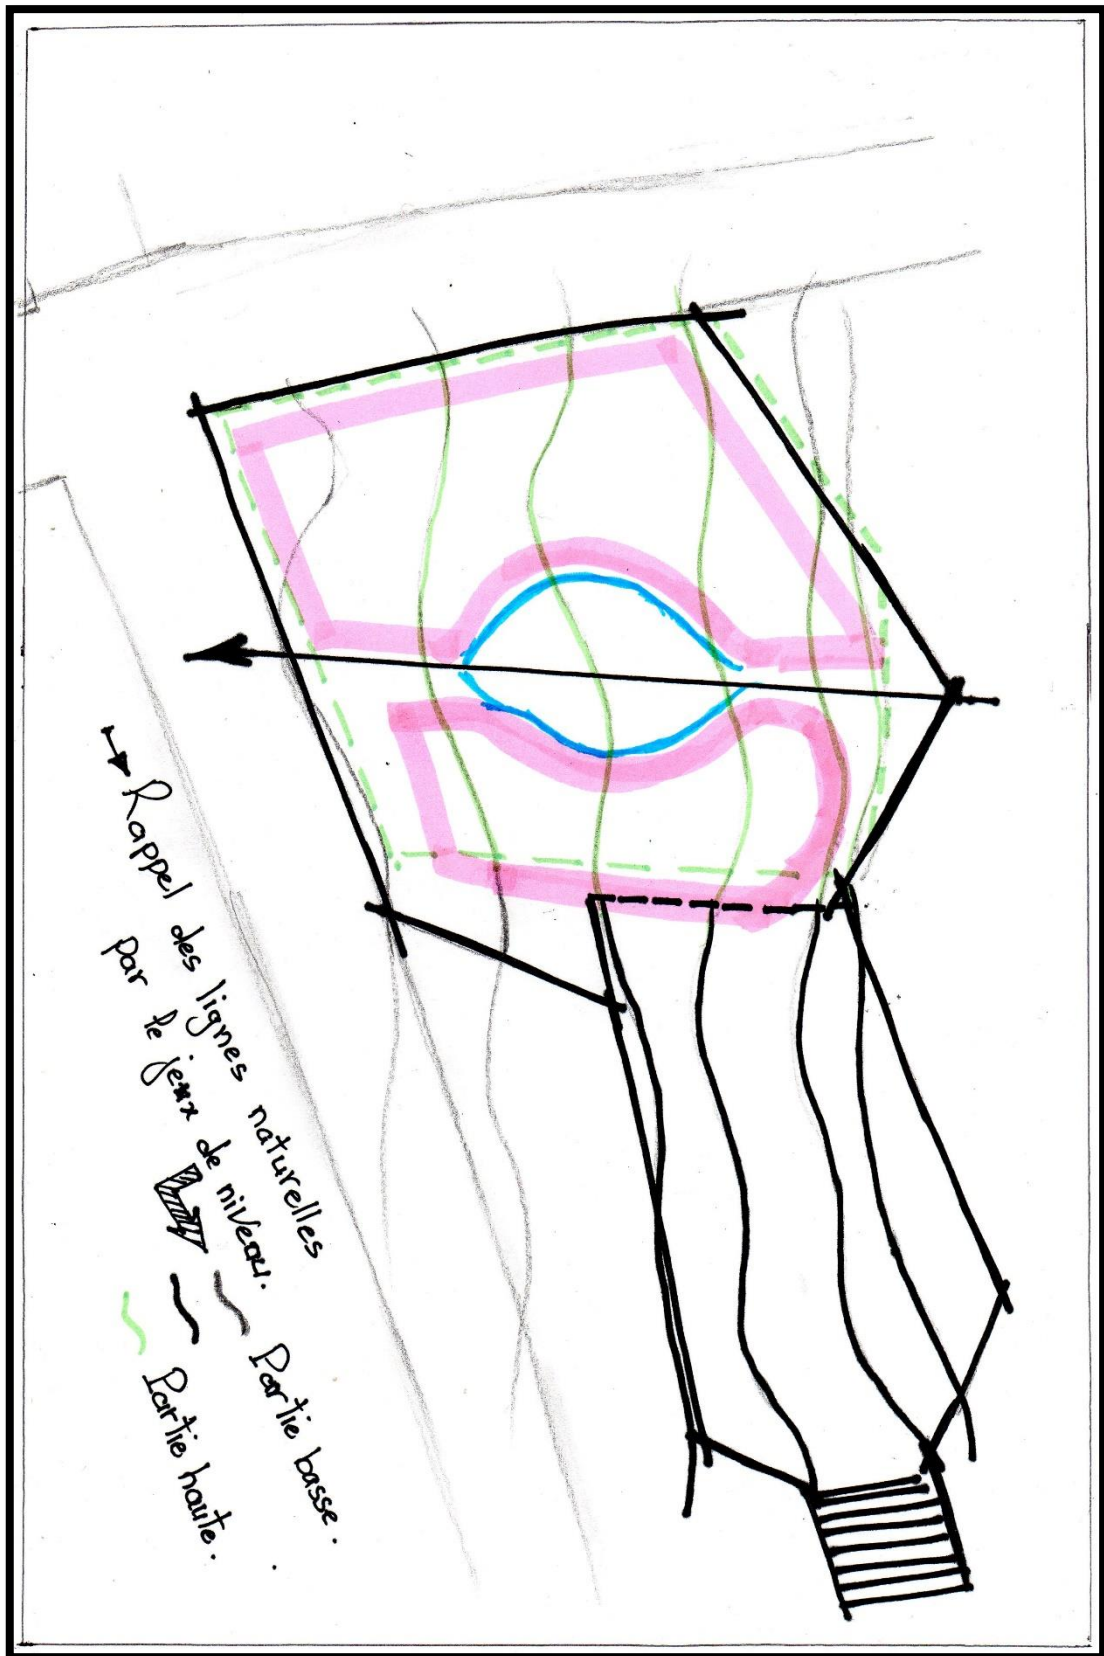 → Rappel des lignes naturelles
par le jeux de niveau.
Partie basse.
Partie haute.